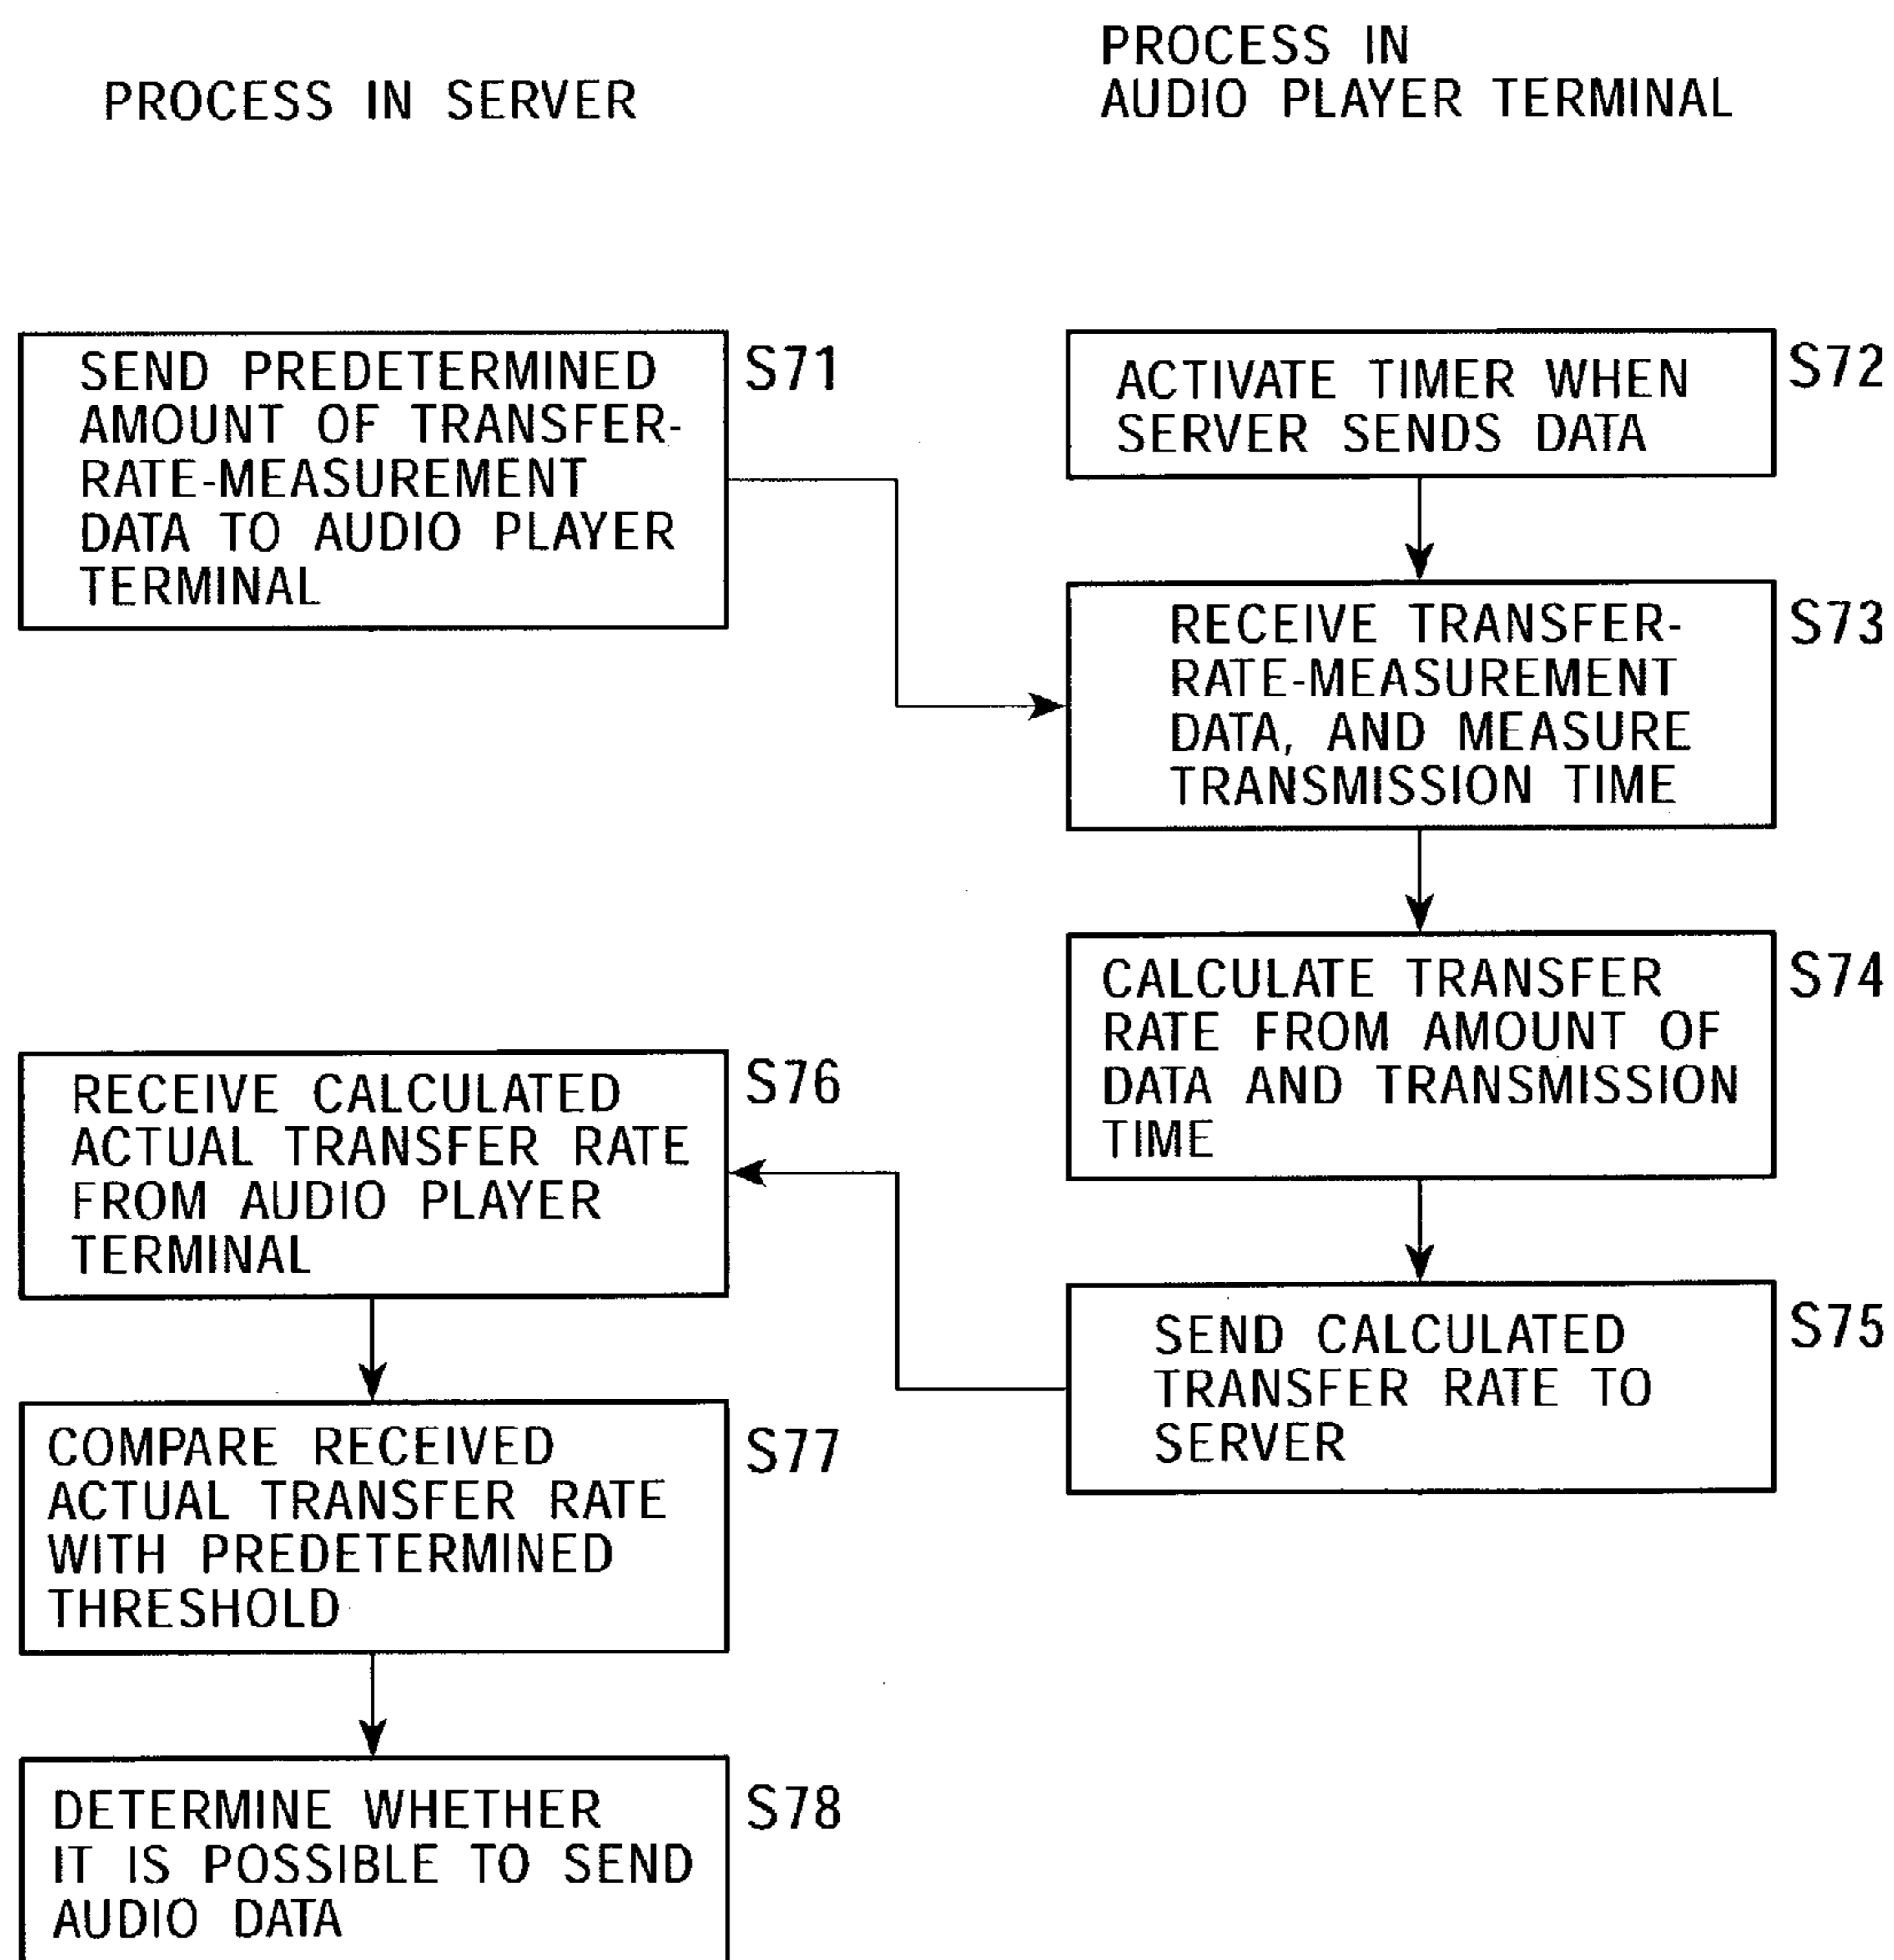 PROCESS IN SERVER
PROCESS IN
AUDIO PLAYER TERMINAL
SEND PREDETERMINED
AMOUNT OF TRANSFER-
RATE-MEASUREMENT
DATA TO AUDIO PLAYER
TERMINAL
S71
ACTIVATE TIMER WHEN
SERVER SENDS DATA
S72
RECEIVE TRANSFER-
RATE-MEASUREMENT
DATA, AND MEASURE
TRANSMISSION TIME
S73
CALCULATE TRANSFER
RATE FROM AMOUNT OF
DATA AND TRANSMISSION
TIME
S74
SEND CALCULATED
TRANSFER RATE TO
SERVER
S75
RECEIVE CALCULATED
ACTUAL TRANSFER RATE
FROM AUDIO PLAYER
TERMINAL
S76
COMPARE RECEIVED
ACTUAL TRANSFER RATE
WITH PREDETERMINED
THRESHOLD
S77
DETERMINE WHETHER
IT IS POSSIBLE TO SEND
AUDIO DATA
S78